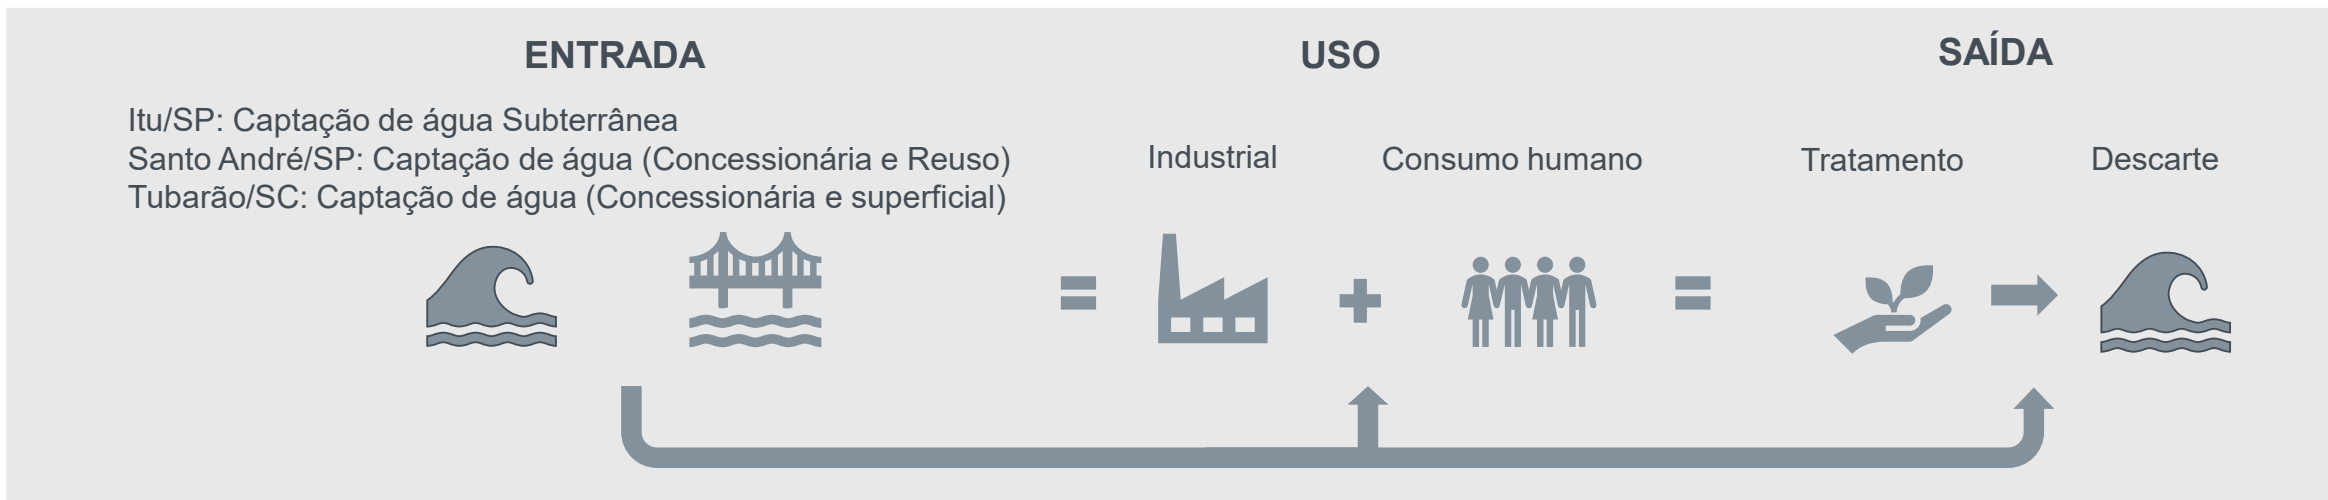 ENTRADA
Itu/SP: Captação de água Subterrânea
Santo André/SP: Captação de água (Concessionária e Reuso)
Tubarão/SC: Captação de água (Concessionária e superficial)
USO
Industrial
Consumo humano
SAÍDA
Tratamento
Descarte